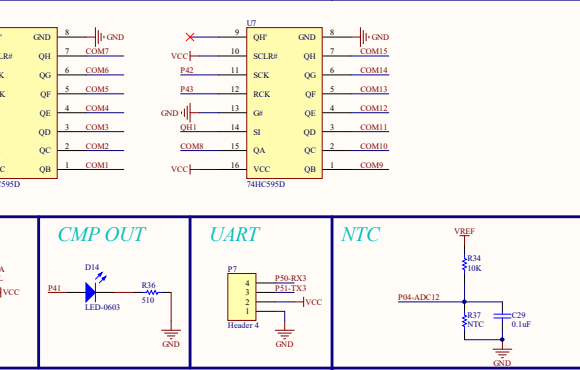 U7
8 GND
LR# QH 7 COM7
K QG 6 COM6
K QF 5 COM5
QE 4 COM4
QD 3 COM3
QC 2 COM2
C QB 1 COM1
C595D
GND
9 QH' GND 8 GND
VCC 10 SCLR# QH 7 COM15
P42 11 SCK QG 6 COM14
P43 12 RCK QF 5 COM13
GND 13 G# QE 4 COM12
QH1 14 SI QD 3 COM11
COM8 15 QA QC 2 COM10
VCC 16 VCC QB 1 COM9
74HC595D
A
VCC
CMP OUT
D14
P41
LED-0603
R36
510
GND
UART
P7
4 P50-RX3
3 P51-TX3
2 VCC
1
Header 4
GND
NTC
VREF
R34
10K
P04-ADC12
R37
NTC
C29
0.1uF
GND